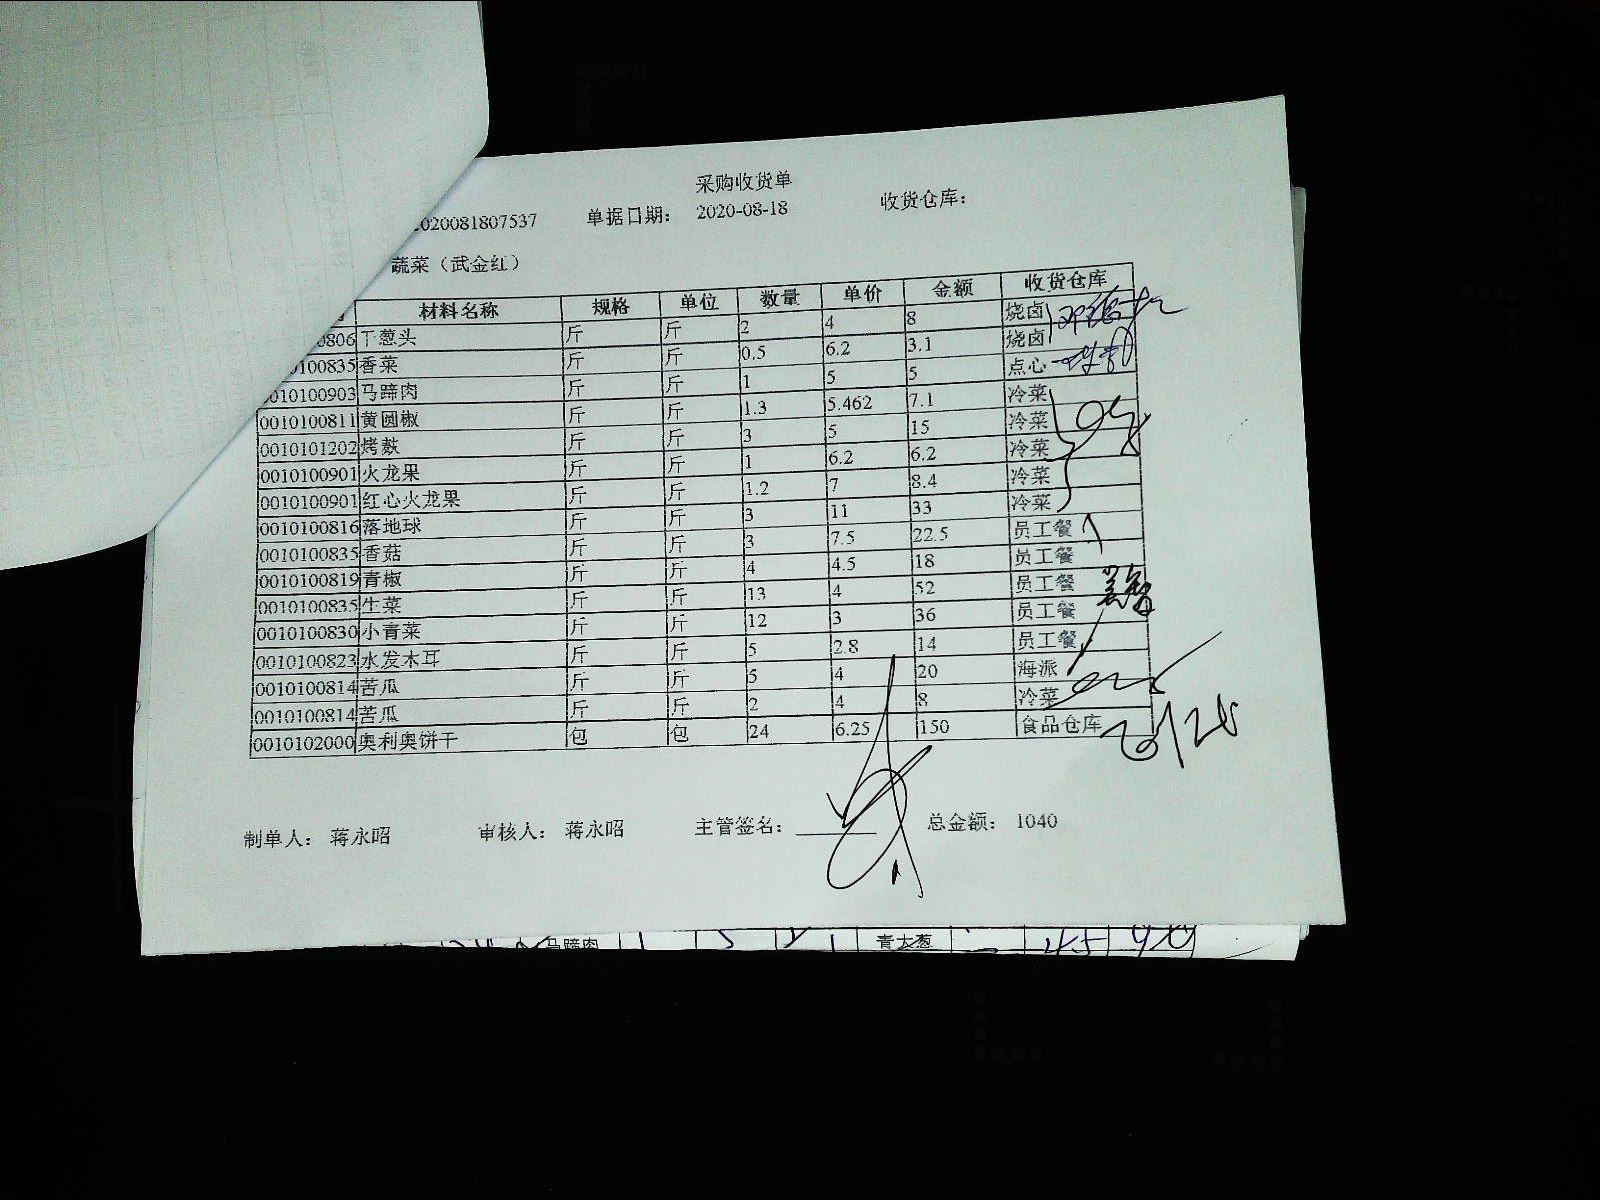 采购收货单
020081807537 单据日期： 2020-08-18 收货仓库：
蔬菜（武金红）
材料名称 规格 单位 数量 单价 金额 收货仓库
0806 干葱头 斤 斤 2 4 8 烧卤
0100835 香菜 斤 斤 0.5 6.2 3.1 烧卤
0010100903 马蹄肉 斤 斤 1 5 5 点心
0010100811 黄圆椒 斤 斤 1.3 5.462 7.1 冷菜
0010101202 烤麸 斤 斤 3 5 15 冷菜
0010100901 火龙果 斤 斤 1 6.2 6.2 冷菜
0010100901 红心火龙果 斤 斤 1.2 7 8.4 冷菜
0010100816 落地球 斤 斤 3 11 33 冷菜
0010100835 香菇 斤 斤 3 7.5 22.5 员工餐
0010100819 青椒 斤 斤 4 4.5 18 员工餐
0010100835 生菜 斤 斤 13 4 52 员工餐
0010100830 小青菜 斤 斤 12 3 36 员工餐
0010100823 水发木耳 斤 斤 5 2.8 14 员工餐
0010100814 苦瓜 斤 斤 5 4 20 海派
0010100814 苦瓜 斤 斤 2 4 8 冷菜
0010102000 奥利奥饼干 包 包 24 6.25 150 食品仓库
制单人： 蒋永昭 审核人： 蒋永昭 主管签名： 总金额： 1040
马蹄肉 青大葱